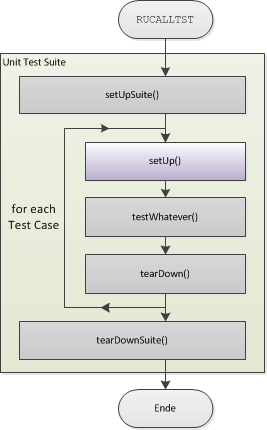 RUCALLTST
Unit Test Suite
setUpSuite()
setUp()
for each
Test Case
testWhatever()
tearDown()
tearDownSuite()
Ende